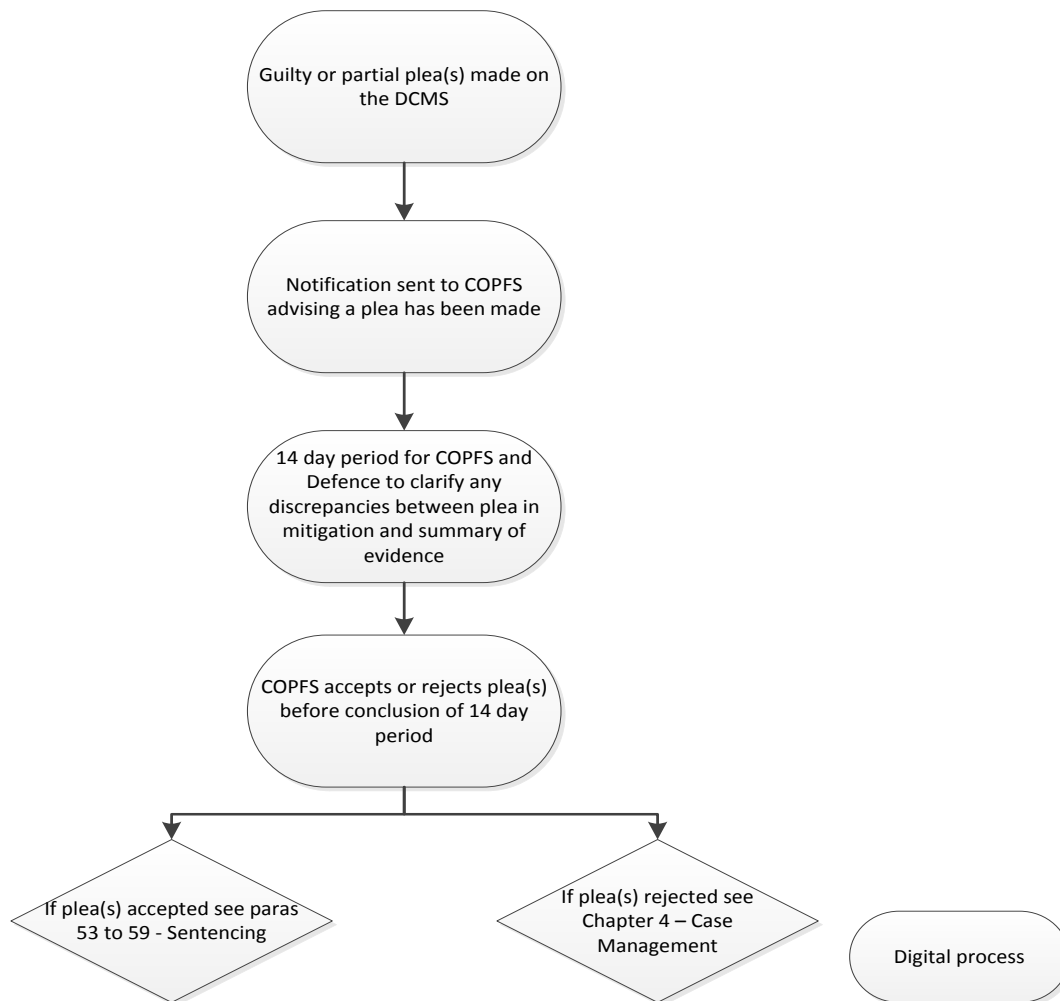 Guilty or partial plea(s) made on
the DCMS
Notification sent to COPFS
advising a plea has been made
14 day period for COPFS and
Defence to clarify any
discrepancies between plea in
mitigation and summary of
evidence
COPFS accepts or rejects plea(s)
before conclusion of 14 day
period
If plea(s) accepted see paras
53 to 59 - Sentencing
If plea(s) rejected see
Chapter 4 – Case
Management
Digital process